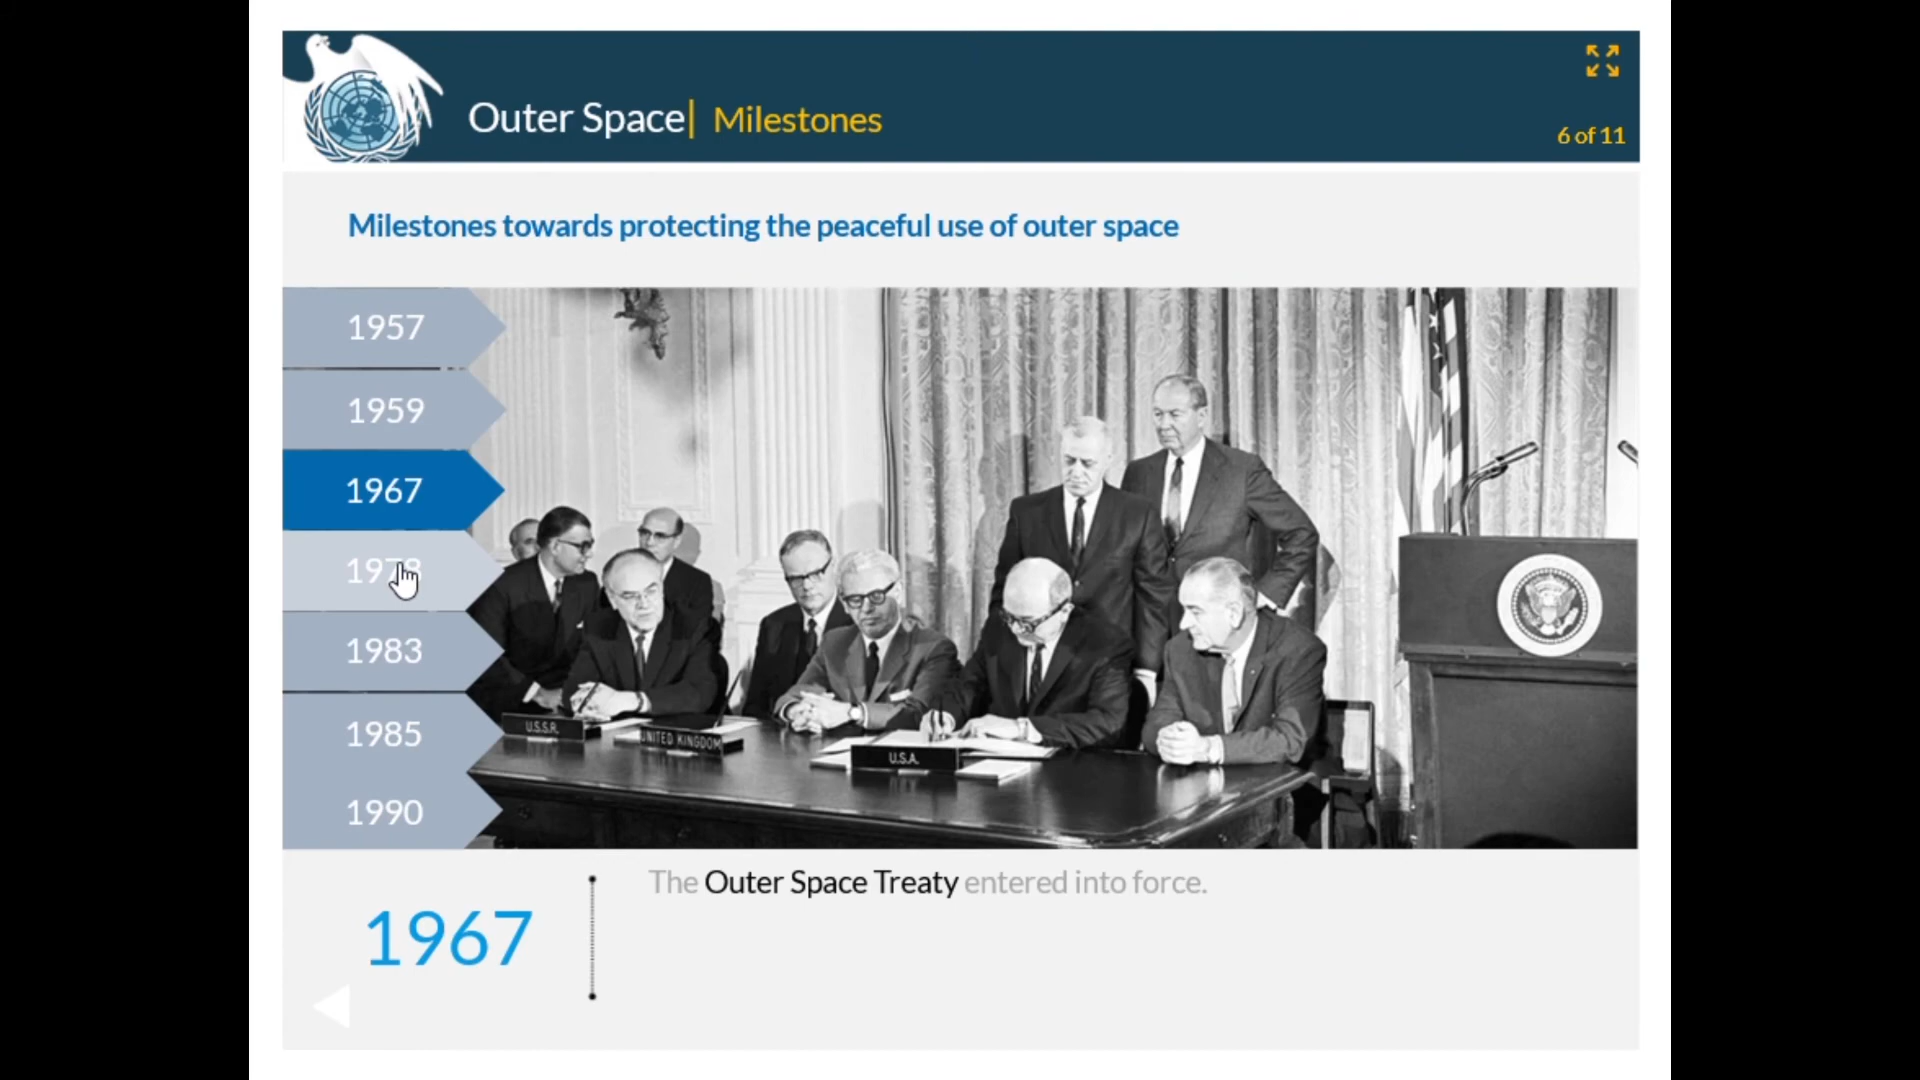 Outer Space| Milestones
6 of 11
Milestones towards protecting the peaceful use of outer space
1957
1959
1967
1978
1983
1985
1990
U.S.S.R.
UNITED KINGDOM
U.S.A.
The Outer Space Treaty entered into force.
1967